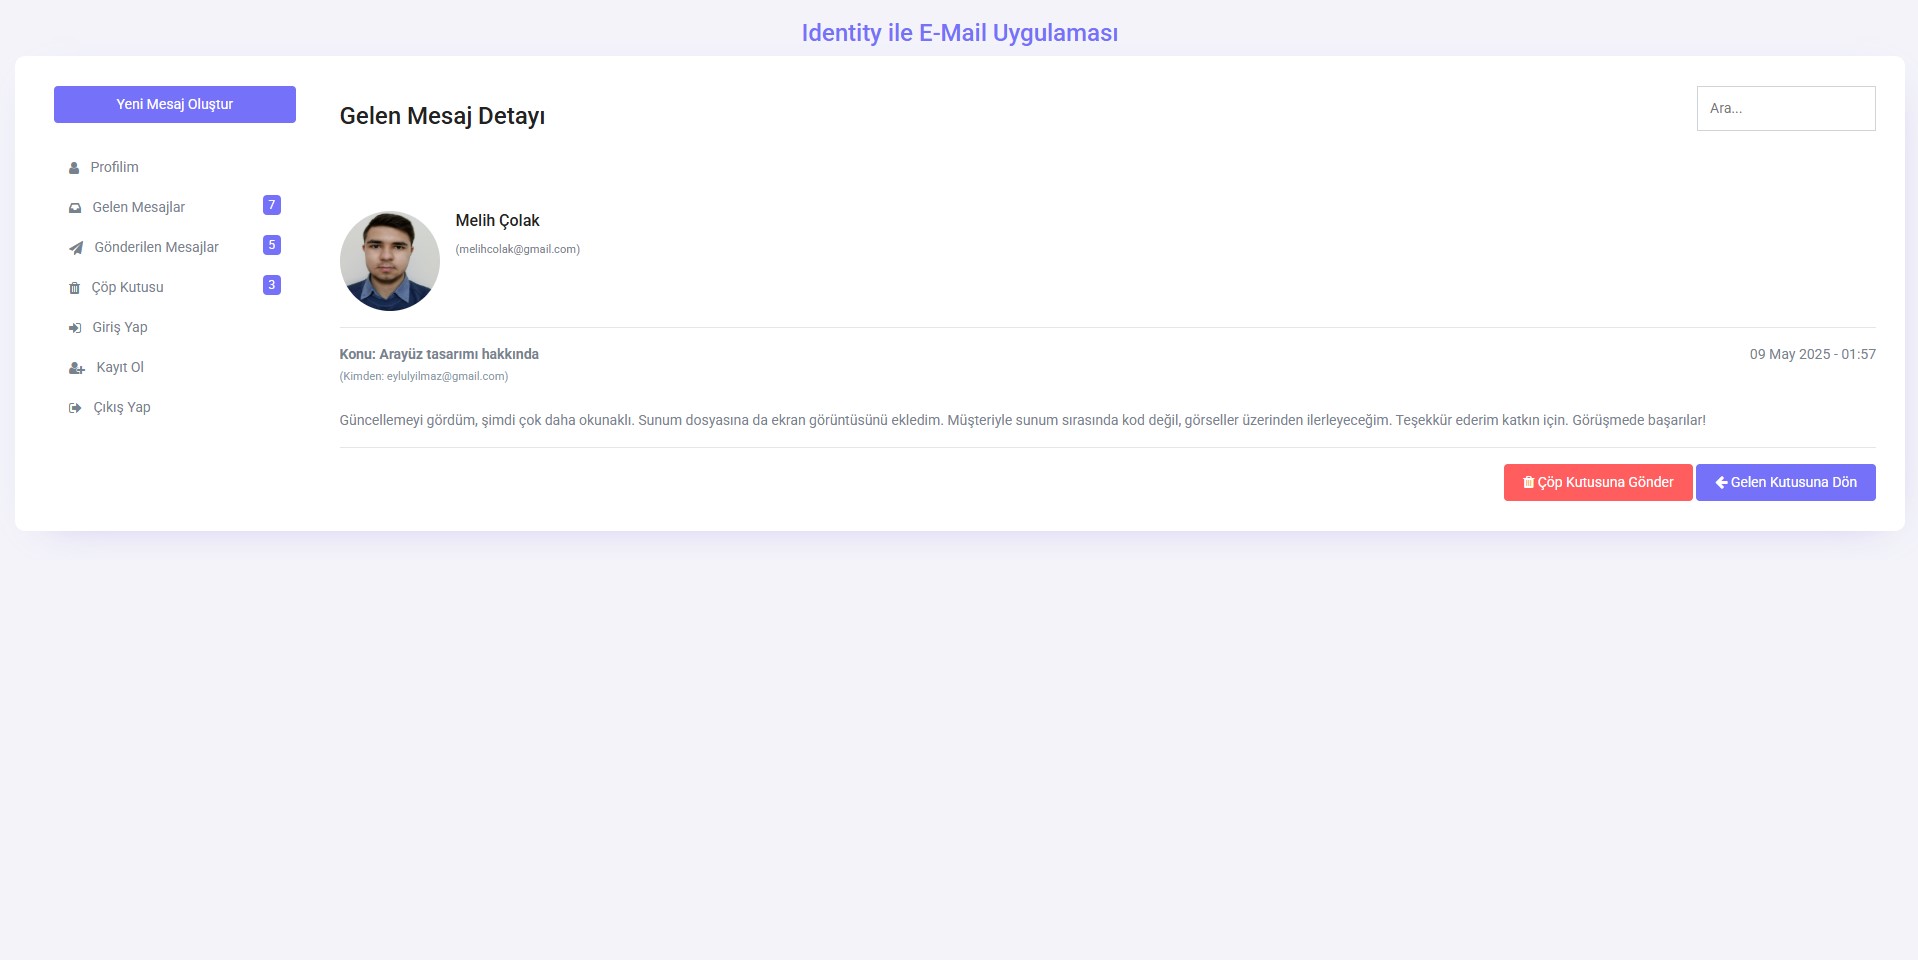 Identity ile E-Mail Uygulaması
Yeni Mesaj Oluştur
Profilim
Gelen Mesajlar 7
Gönderilen Mesajlar 5
Çöp Kutusu 3
Giriş Yap
Kayıt Ol
Çıkış Yap
Gelen Mesaj Detayı
Ara...
Melih Çolak
(melihcolak@gmail.com)
Konu: Arayüz tasarımı hakkında
09 May 2025 - 01:57
(Kimden: eylulyilmaz@gmail.com)
Güncellemeyi gördüm, şimdi çok daha okunaklı. Sunum dosyasına da ekran görüntüsünü ekledim. Müşteriyle sunum sırasında kod değil, görseller üzerinden ilerleyeceğim. Teşekkür ederim katkın için. Görüşmede başarılar!
Çöp Kutusuna Gönder
Gelen Kutusuna Dön